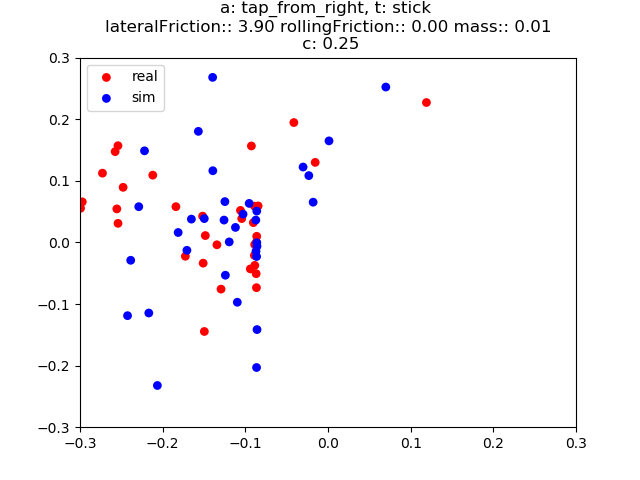 a: tap_from_right, t: stick
lateralFriction:: 3.90 rollingFriction:: 0.00 mass:: 0.01
c: 0.25
real
sim
0.3
0.2
0.1
0.0
−0.1
−0.2
−0.3
−0.3 −0.2 −0.1 0.0 0.1 0.2 0.3